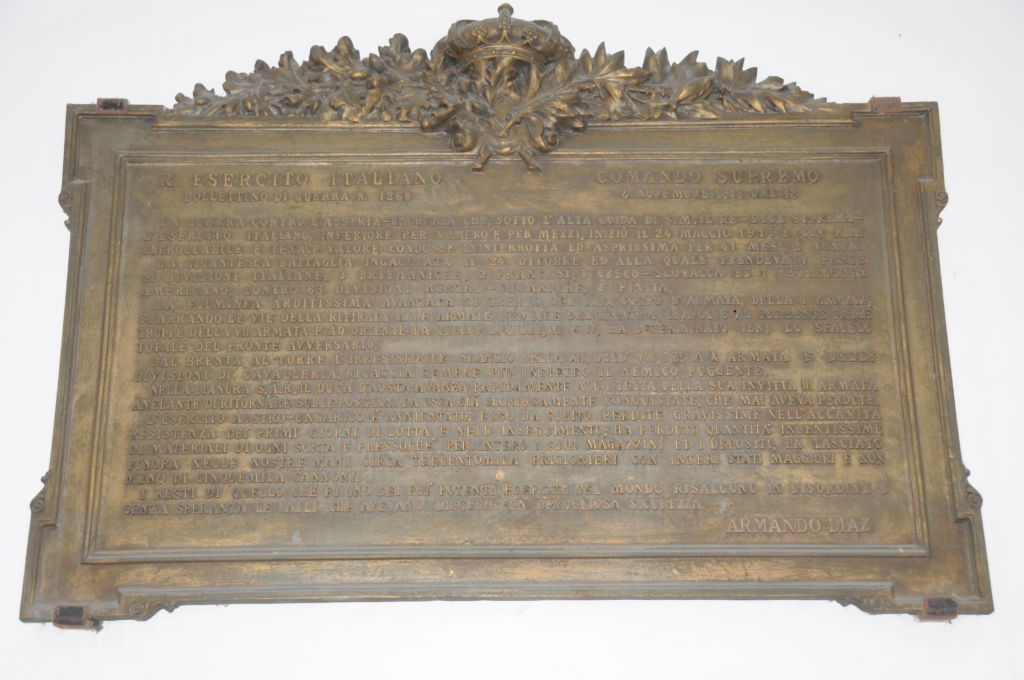 R. ESERCITO ITALIANO COMANDO SUPREMO
BOLLETTINO DI GUERRA N. 1268 4 NOVEMBRE 1918 ORE 12
LA GUERRA CONTRO L'AUSTRIA-UNGHERIA CHE, SOTTO L'ALTA GUIDA DI S.M. IL RE DUCE SUPREMO-
L'ESERCITO ITALIANO, INFERIORE PER NUMERO E PER MEZZI, INIZIÒ IL 24 MAGGIO 1915 E CON FEDE
INCROLLABILE E TENACE VALORE CONDUSSE ININTERROTTA ED ASPRISSIMA PER 41 MESI, È VINTA.
LA GIGANTESCA BATTAGLIA INGAGGIATA IL 24 OTTOBRE ED ALLA QUALE PRENDEVANO PARTE
51 DIVISIONI ITALIANE, 3 BRITANNICHE, 2 FRANCESI, 1 CZECO-SLOVACCA ED 1 REGGIMENTO
AMERICANO, CONTRO 63 DIVISIONI AUSTRO-UNGARICHE, È FINITA.
LA FULMINEA ARDITISSIMA AVANZATA SU TRENTO DEL XXIX CORPO D'ARMATA, DELLA 1 ARMATA,
SBARRANDO LE VIE DELLA RITIRATA ALLE ARMATE NEMICHE DEL TRENTINO, TRAVOLTE AD OCCIDENTE DALLE
TRUPPE DELLA VII ARMATA E AD ORIENTE DA QUELLE DELLA I, VI E IV, HA DETERMINATO IERI LO SFACELO
TOTALE DEL FRONTE AVVERSARIO.
DAL BRENTA AL TORRE L'IRRESISTIBILE SLANCIO DELLA XII, DELL' VIII, DELLA X ARMATA E DELLE
DIVISIONI DI CAVALLERIA, RICACCIA SEMPRE PIÙ INDIETRO IL NEMICO FUGGENTE.
NELLA PIANURA S.A.R. IL DUCA D'AOSTA AVANZA RAPIDAMENTE ALLA TESTA DELLA SUA INVITTA III ARMATA
ANELANTE DI RITORNARE SULLE POSIZIONI DA ESSA GIÀ GLORIOSAMENTE CONQUISTATE, CHE MAI AVEVA PERDUTE.
L'ESERCITO AUSTRO-UNGARICO È ANNIENTATO: ESSO HA SUBITO PERDITE GRAVISSIME NELL'ACCANITA
RESISTENZA DEI PRIMI GIORNI DI LOTTA E NELL'INSEGUIMENTO; HA PERDUTO QUANTITÀ INGENTISSIME
DI MATERIALI DI OGNI SORTA E PRESSOCHÈ PER INTERO I SUOI MAGAZZINI ED I DEPOSITI; HA LASCIATO
FINORA NELLE NOSTRE MANI CIRCA TRECENTOMILA PRIGIONIERI CON INTERI STATI MAGGIORI E NON
MENO DI CINQUEMILA CANNONI.
I RESTI DI QUELLO CHE FU UNO DEI PIÙ POTENTI ESERCITI DEL MONDO RISALGONO IN DISORDINE E
SENZA SPERANZA LE VALLI CHE AVEVANO DISCESO CON ORGOGLIOSA SICUREZZA.
ARMANDO DIAZ